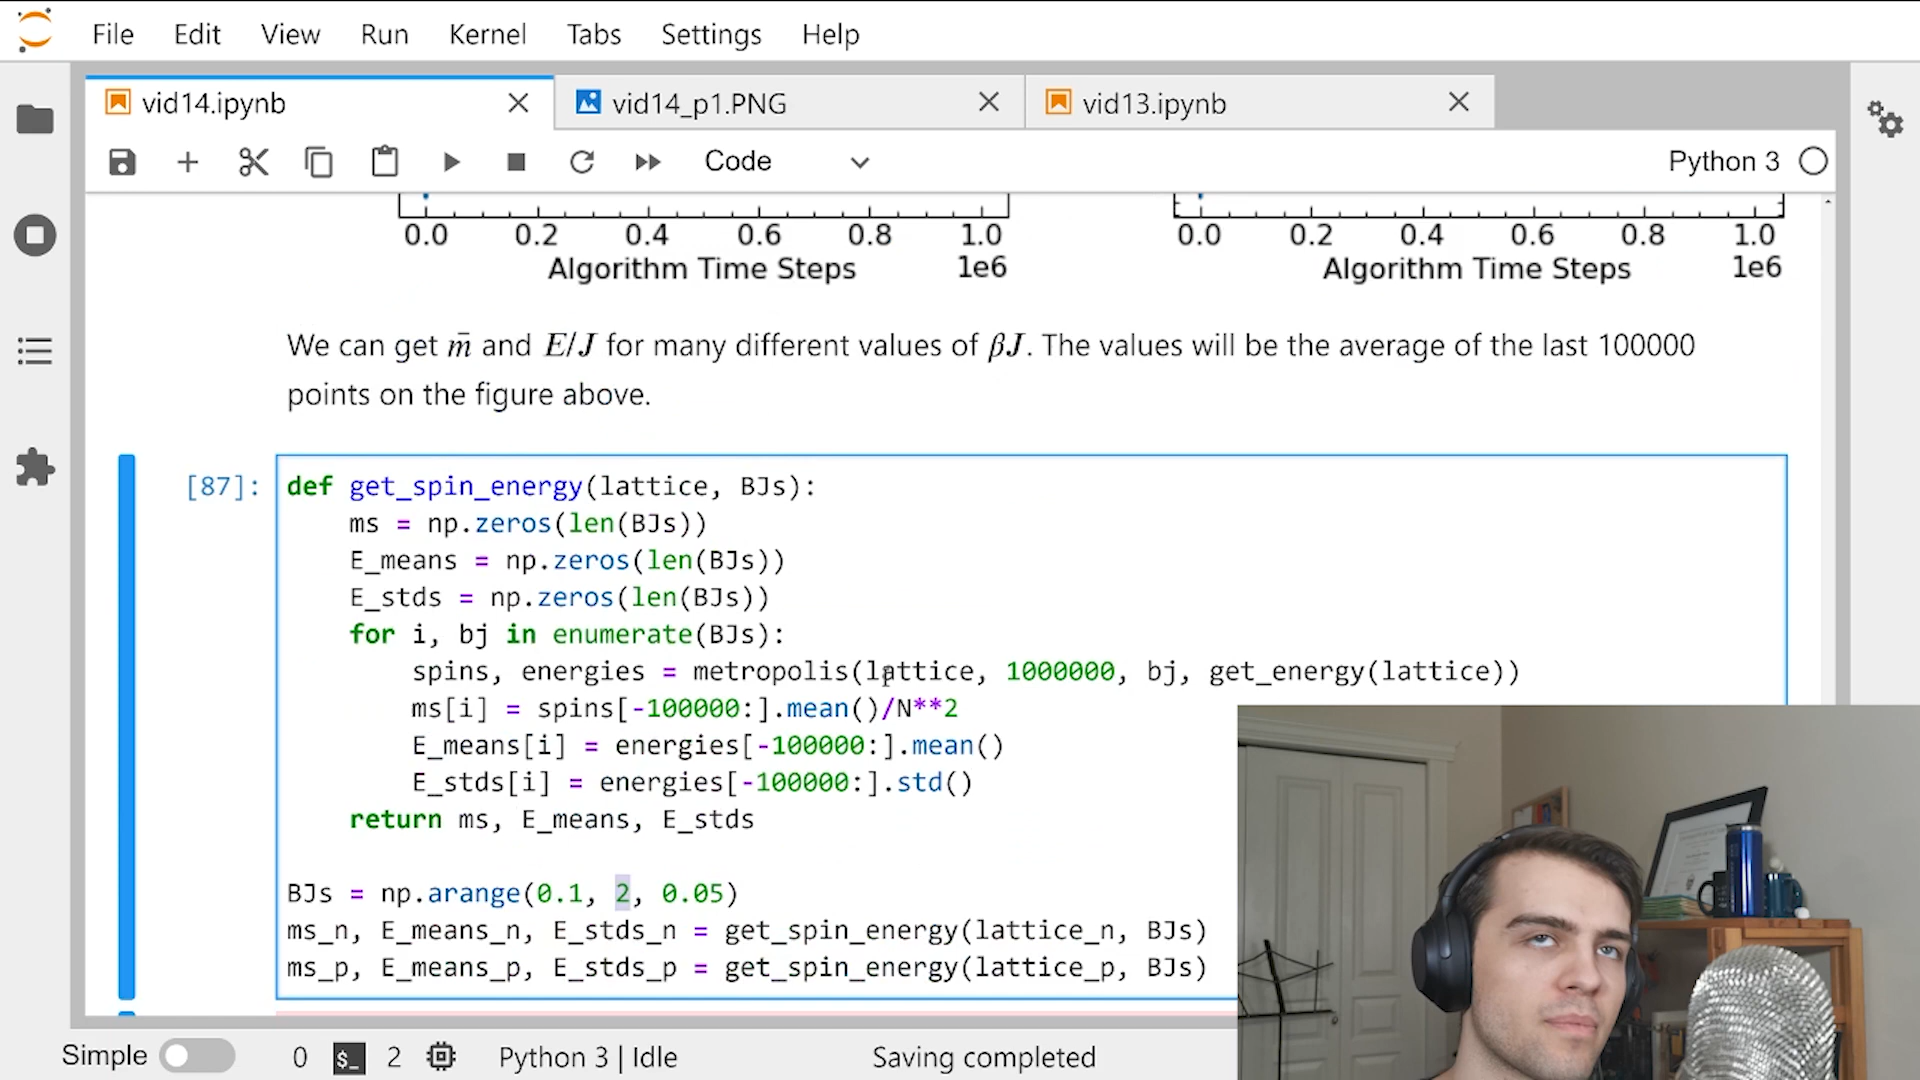 File Edit View Run Kernel Tabs Settings Help
vid14.ipynb vid14_p1.PNG vid13.ipynb
Code Python 3
0.0 0.2 0.4 0.6 0.8 1.0 0.0 0.2 0.4 0.6 0.8 1.0
Algorithm Time Steps 1e6 Algorithm Time Steps 1e6
We can get m̄ and E/J for many different values of βJ. The values will be the average of the last 100000
points on the figure above.
[87]: def get_spin_energy(lattice, BJs):
    ms = np.zeros(len(BJs))
    E_means = np.zeros(len(BJs))
    E_stds = np.zeros(len(BJs))
    for i, bj in enumerate(BJs):
        spins, energies = metropolis(lattice, 1000000, bj, get_energy(lattice))
        ms[i] = spins[-100000:].mean()/N**2
        E_means[i] = energies[-100000:].mean()
        E_stds[i] = energies[-100000:].std()
    return ms, E_means, E_stds
BJs = np.arange(0.1, 2, 0.05)
ms_n, E_means_n, E_stds_n = get_spin_energy(lattice_n, BJs)
ms_p, E_means_p, E_stds_p = get_spin_energy(lattice_p, BJs)
Simple 0 $_ 2 Python 3 | Idle Saving completed